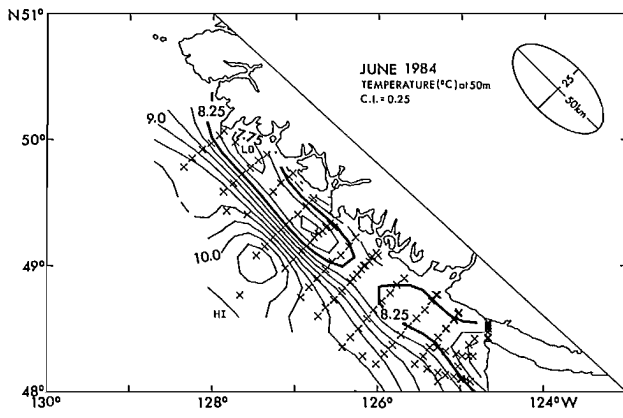 N51°
50°
49°
48°
130°
128°
126°
124°W
JUNE 1984
TEMPERATURE (°C) at 50m
C.I. = 0.25
25
50km
9.0
8.25
7.75
LO
10.0
HI
8.25